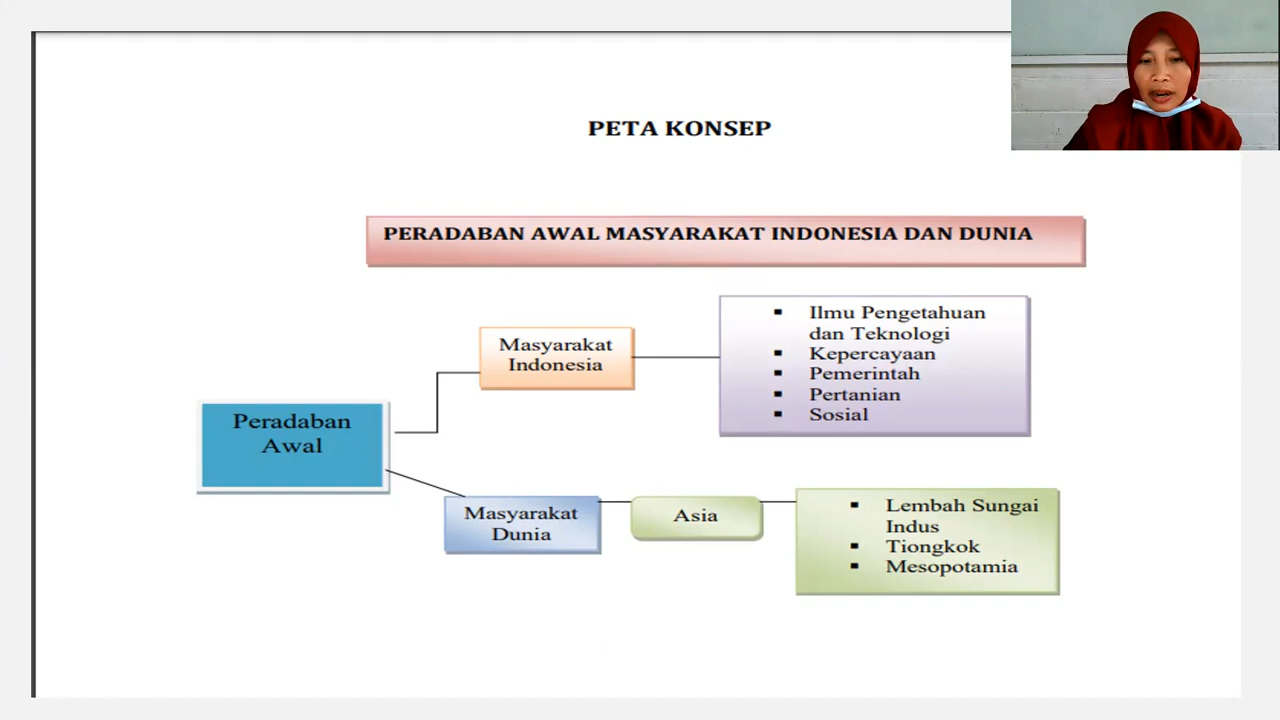 PETA KONSEP
PERADABAN AWAL MASYARAKAT INDONESIA DAN DUNIA
Peradaban
Awal
Masyarakat
Indonesia
Ilmu Pengetahuan
dan Teknologi
Kepercayaan
Pemerintah
Pertanian
Sosial
Masyarakat
Dunia
Asia
Lembah Sungai
Indus
Tiongkok
Mesopotamia